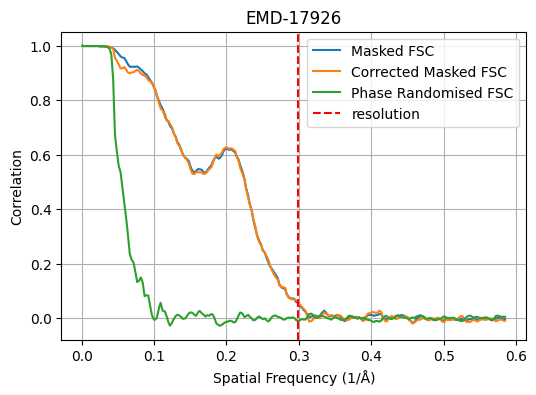 EMD-17926
Masked FSC
Corrected Masked FSC
Phase Randomised FSC
resolution
Correlation
1.0
0.8
0.6
0.4
0.2
0.0
0.0 0.1 0.2 0.3 0.4 0.5 0.6
Spatial Frequency (1/Å)